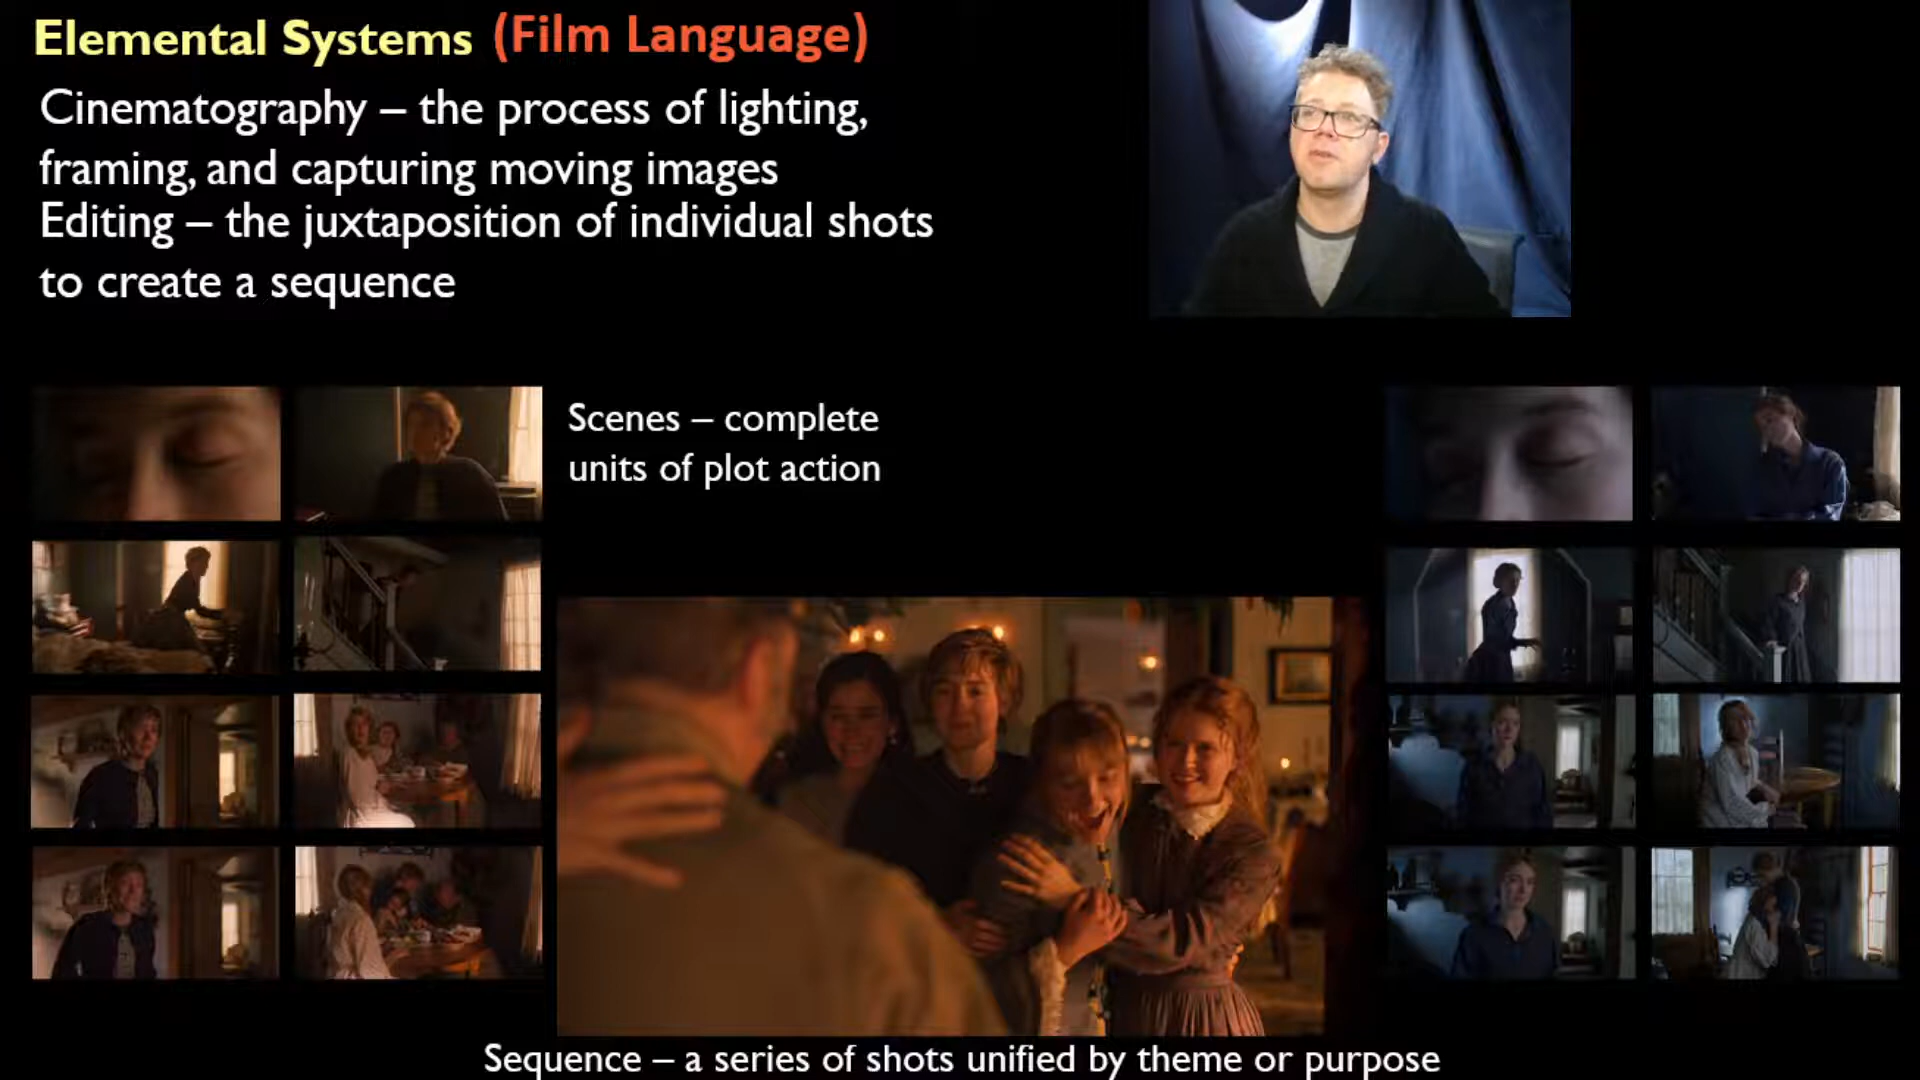 Elemental Systems (Film Language)
Cinematography – the process of lighting,
framing, and capturing moving images
Editing – the juxtaposition of individual shots
to create a sequence
Scenes – complete
units of plot action
Sequence – a series of shots unified by theme or purpose